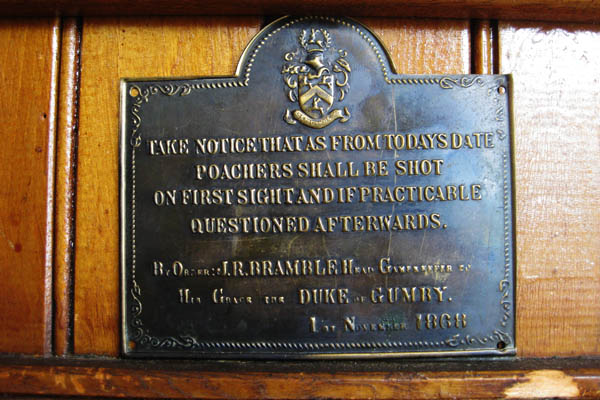 TAKE NOTICE THAT AS FROM TODAYS DATE
POACHERS SHALL BE SHOT
ON FIRST SIGHT AND IF PRACTICABLE
QUESTIONED AFTERWARDS.
By Order: J.R. BRAMBLE Head Gamekeeper to
His Grace the DUKE of GUMBY.
1st November 1868